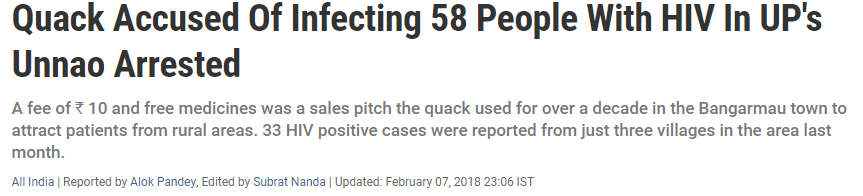 Quack Accused Of Infecting 58 People With HIV In UP's
Unnao Arrested
A fee of ₹ 10 and free medicines was a sales pitch the quack used for over a decade in the Bangarmau town to
attract patients from rural areas. 33 HIV positive cases were reported from just three villages in the area last
month.
All India | Reported by Alok Pandey, Edited by Subrat Nanda | Updated: February 07, 2018 23:06 IST